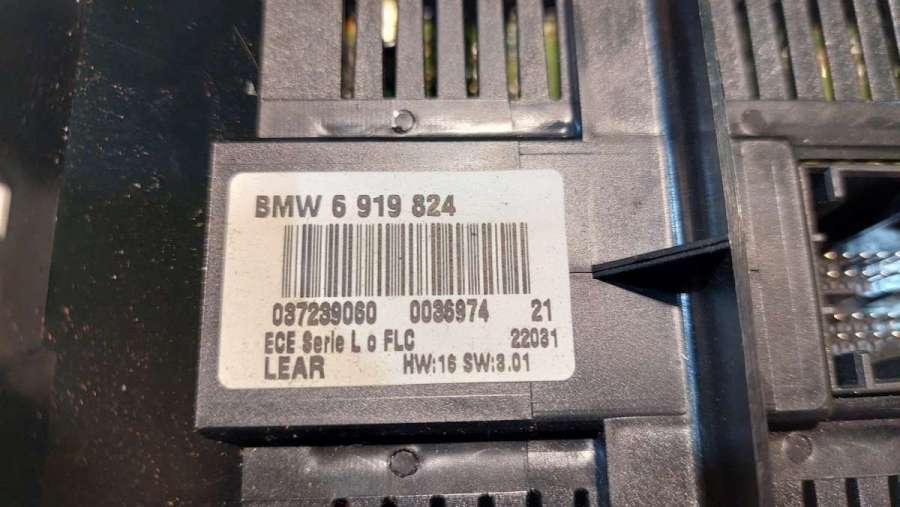 BMW 6 919 824
037239060 0036974 21
ECE Serie L o FLC 22031
LEAR HW:16 SW:3.01